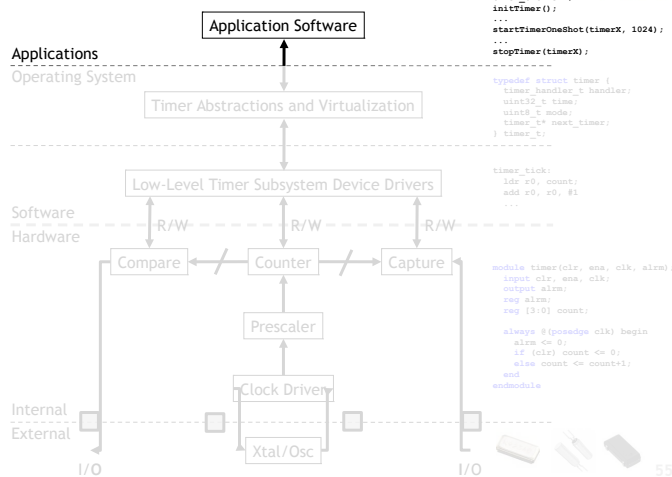 initTimer();
...
startTimerOneShot(timerX, 1024);
...
stopTimer(timerX);
Application Software
Applications
Operating System
Timer Abstractions and Virtualization
typedef struct timer {
timer_handler_t handler;
uint32_t time;
uint8_t mode;
timer_t* next_timer;
} timer_t;
timer_tick:
ldr r0, count;
add r0, r0, #1
...
Low-Level Timer Subsystem Device Drivers
Software
R/W
R/W
R/W
Hardware
Compare
Counter
Capture
module timer(clr, ena, clk, alrm);
input clr, ena, clk;
output alrm;
reg alrm;
reg [3:0] count;
always @(posedge clk) begin
alrm <= 0;
if (clr) count <= 0;
else count <= count+1;
end
endmodule
Prescaler
Clock Driver
Internal
External
Xtal/Osc
I/O
I/O
55